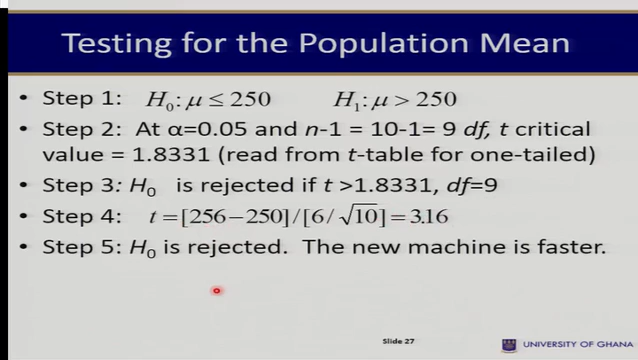 Testing for the Population Mean
• Step 1: H₀: μ ≤ 250 H₁: μ > 250
• Step 2: At α=0.05 and n-1 = 10-1= 9 df, t critical
value = 1.8331 (read from t-table for one-tailed)
• Step 3: H₀ is rejected if t >1.8331, df=9
• Step 4: t = [256 − 250]/[6/√10] = 3.16
• Step 5: H₀ is rejected. The new machine is faster.
Slide 27
UNIVERSITY OF GHANA